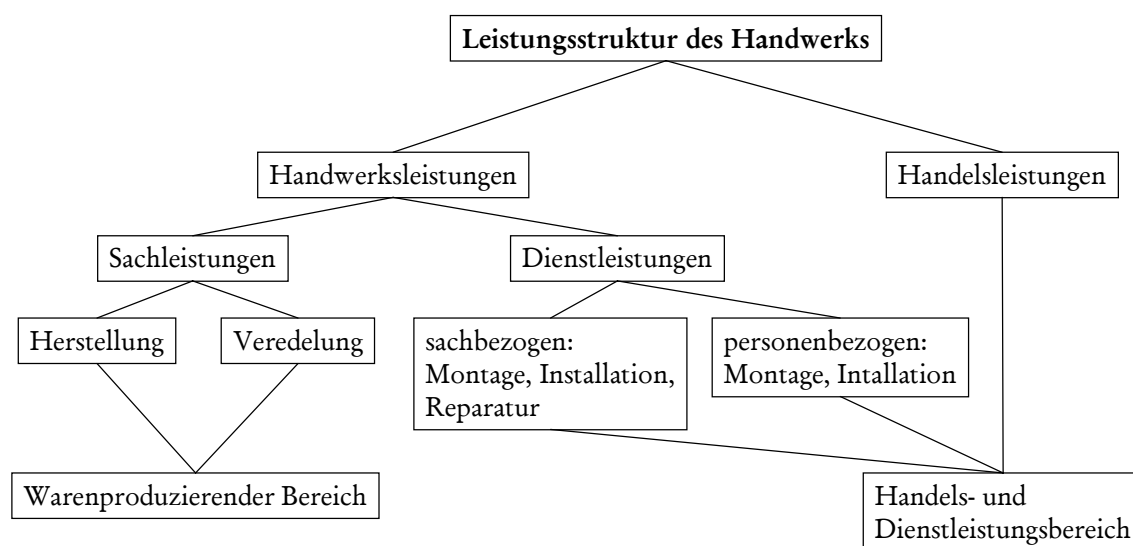 Leistungsstruktur des Handwerks
Handwerksleistungen
Handelsleistungen
Sachleistungen
Dienstleistungen
Herstellung
Veredelung
sachbezogen:
Montage, Installation,
Reparatur
personenbezogen:
Montage, Intallation
Warenproduzierender Bereich
Handels- und
Dienstleistungsbereich